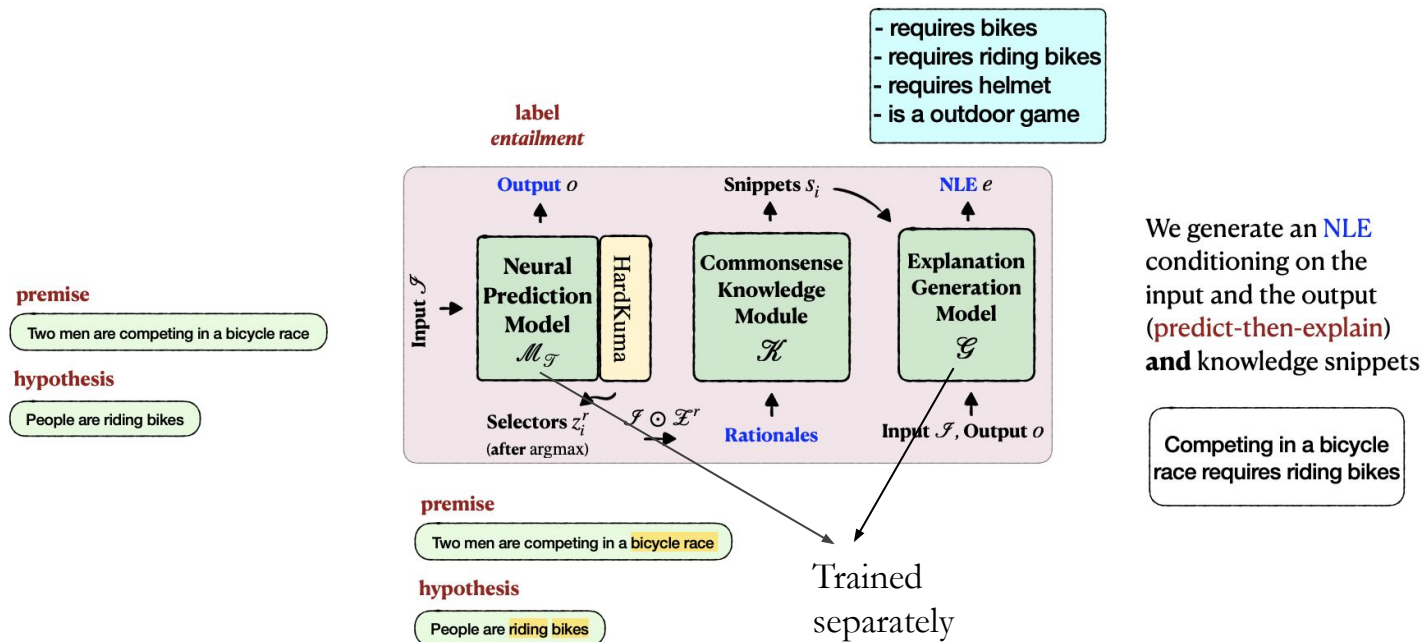 - requires bikes
- requires riding bikes
- requires helmet
- is a outdoor game
label
entailment
Output o
Snippets sᵢ
NLE e
Input ℐ
Neural
Prediction
Model
ℳ_𝒯
HardKuma
Commonsense
Knowledge
Module
𝒦
Explanation
Generation
Model
𝒢
Selectors zᵢʳ
(after argmax)
ℐ ⊙ 𝒵ʳ
Rationales
Input ℐ, Output o
premise
Two men are competing in a bicycle race
hypothesis
People are riding bikes
We generate an NLE
conditioning on the
input and the output
(predict-then-explain)
and knowledge snippets
Competing in a bicycle
race requires riding bikes
premise
Two men are competing in a bicycle race
hypothesis
People are riding bikes
Trained
separately